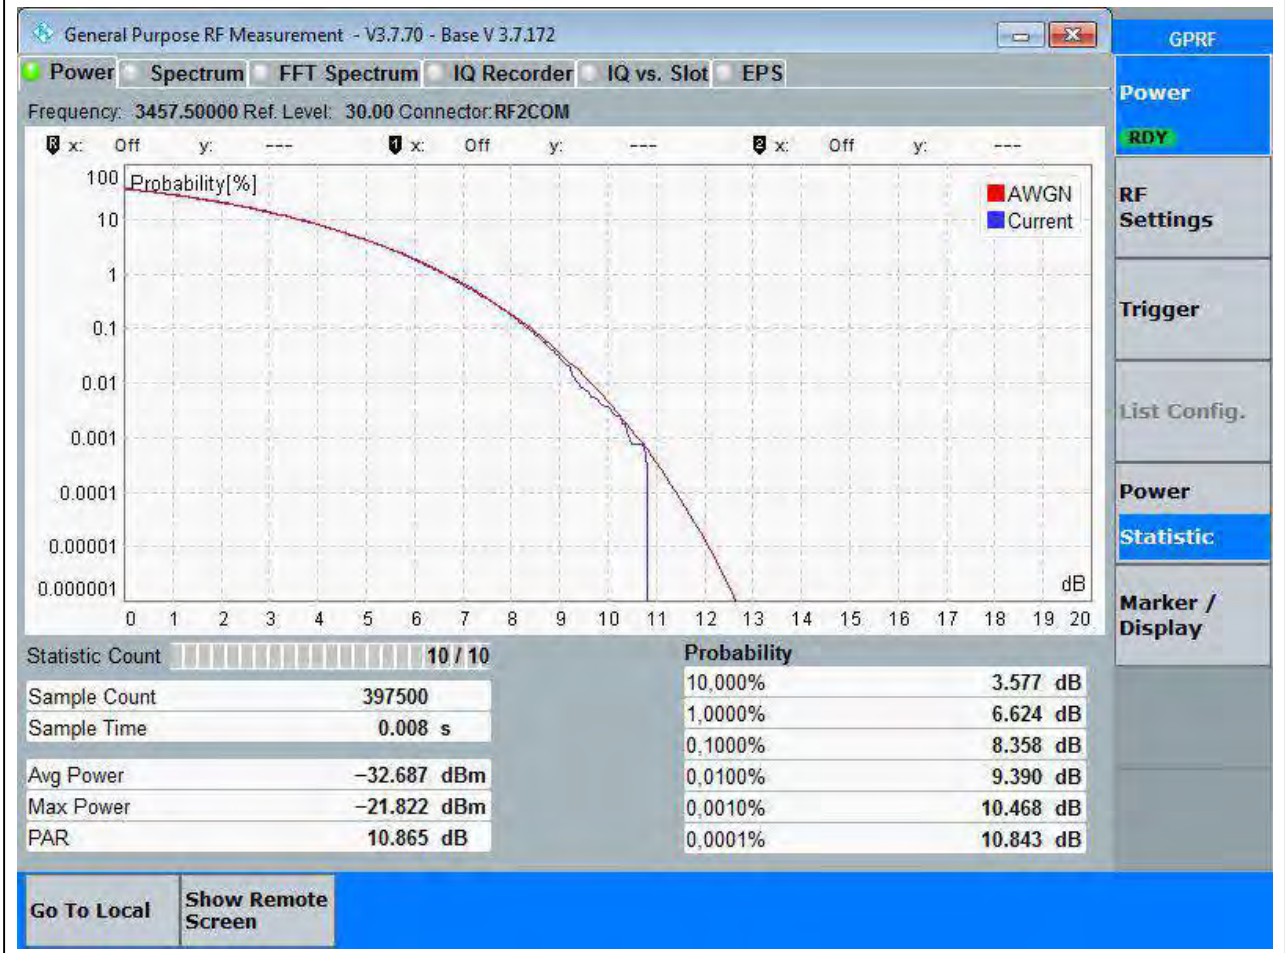 General Purpose RF Measurement - V3.7.70 - Base V 3.7.172
GPRF
Power Spectrum FFT Spectrum IQ Recorder IQ vs. Slot EPS
Frequency: 3457.50000 Ref. Level: 30.00 Connector: RF2COM
R x: Off y: --- 1 x: Off y: --- 2 x: Off y: ---
Probability[%]
AWGN
Current
100
10
1
0.1
0.01
0.001
0.0001
0.00001
0.000001
dB
0 1 2 3 4 5 6 7 8 9 10 11 12 13 14 15 16 17 18 19 20
Statistic Count 10 / 10
Sample Count 397500
Sample Time 0.008 s
Avg Power −32.687 dBm
Max Power −21.822 dBm
PAR 10.865 dB
Probability
10,000% 3.577 dB
1,0000% 6.624 dB
0,1000% 8.358 dB
0,0100% 9.390 dB
0,0010% 10.468 dB
0,0001% 10.843 dB
Power
RDY
RF
Settings
Trigger
List Config.
Power
Statistic
Marker /
Display
Go To Local
Show Remote
Screen